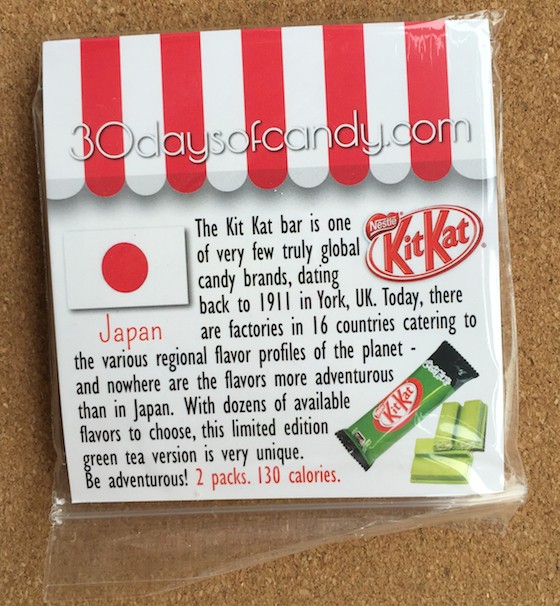 30daysofcandy.com
The Kit Kat bar is one
of very few truly global
candy brands, dating
back to 1911 in York, UK. Today, there
are factories in 16 countries catering to
the various regional flavor profiles of the planet -
and nowhere are the flavors more adventurous
than in Japan. With dozens of available
flavors to choose, this limited edition
green tea version is very unique.
Be adventurous! 2 packs. 130 calories.
Japan
Nestlé
KitKat
Nestlé
KitKat